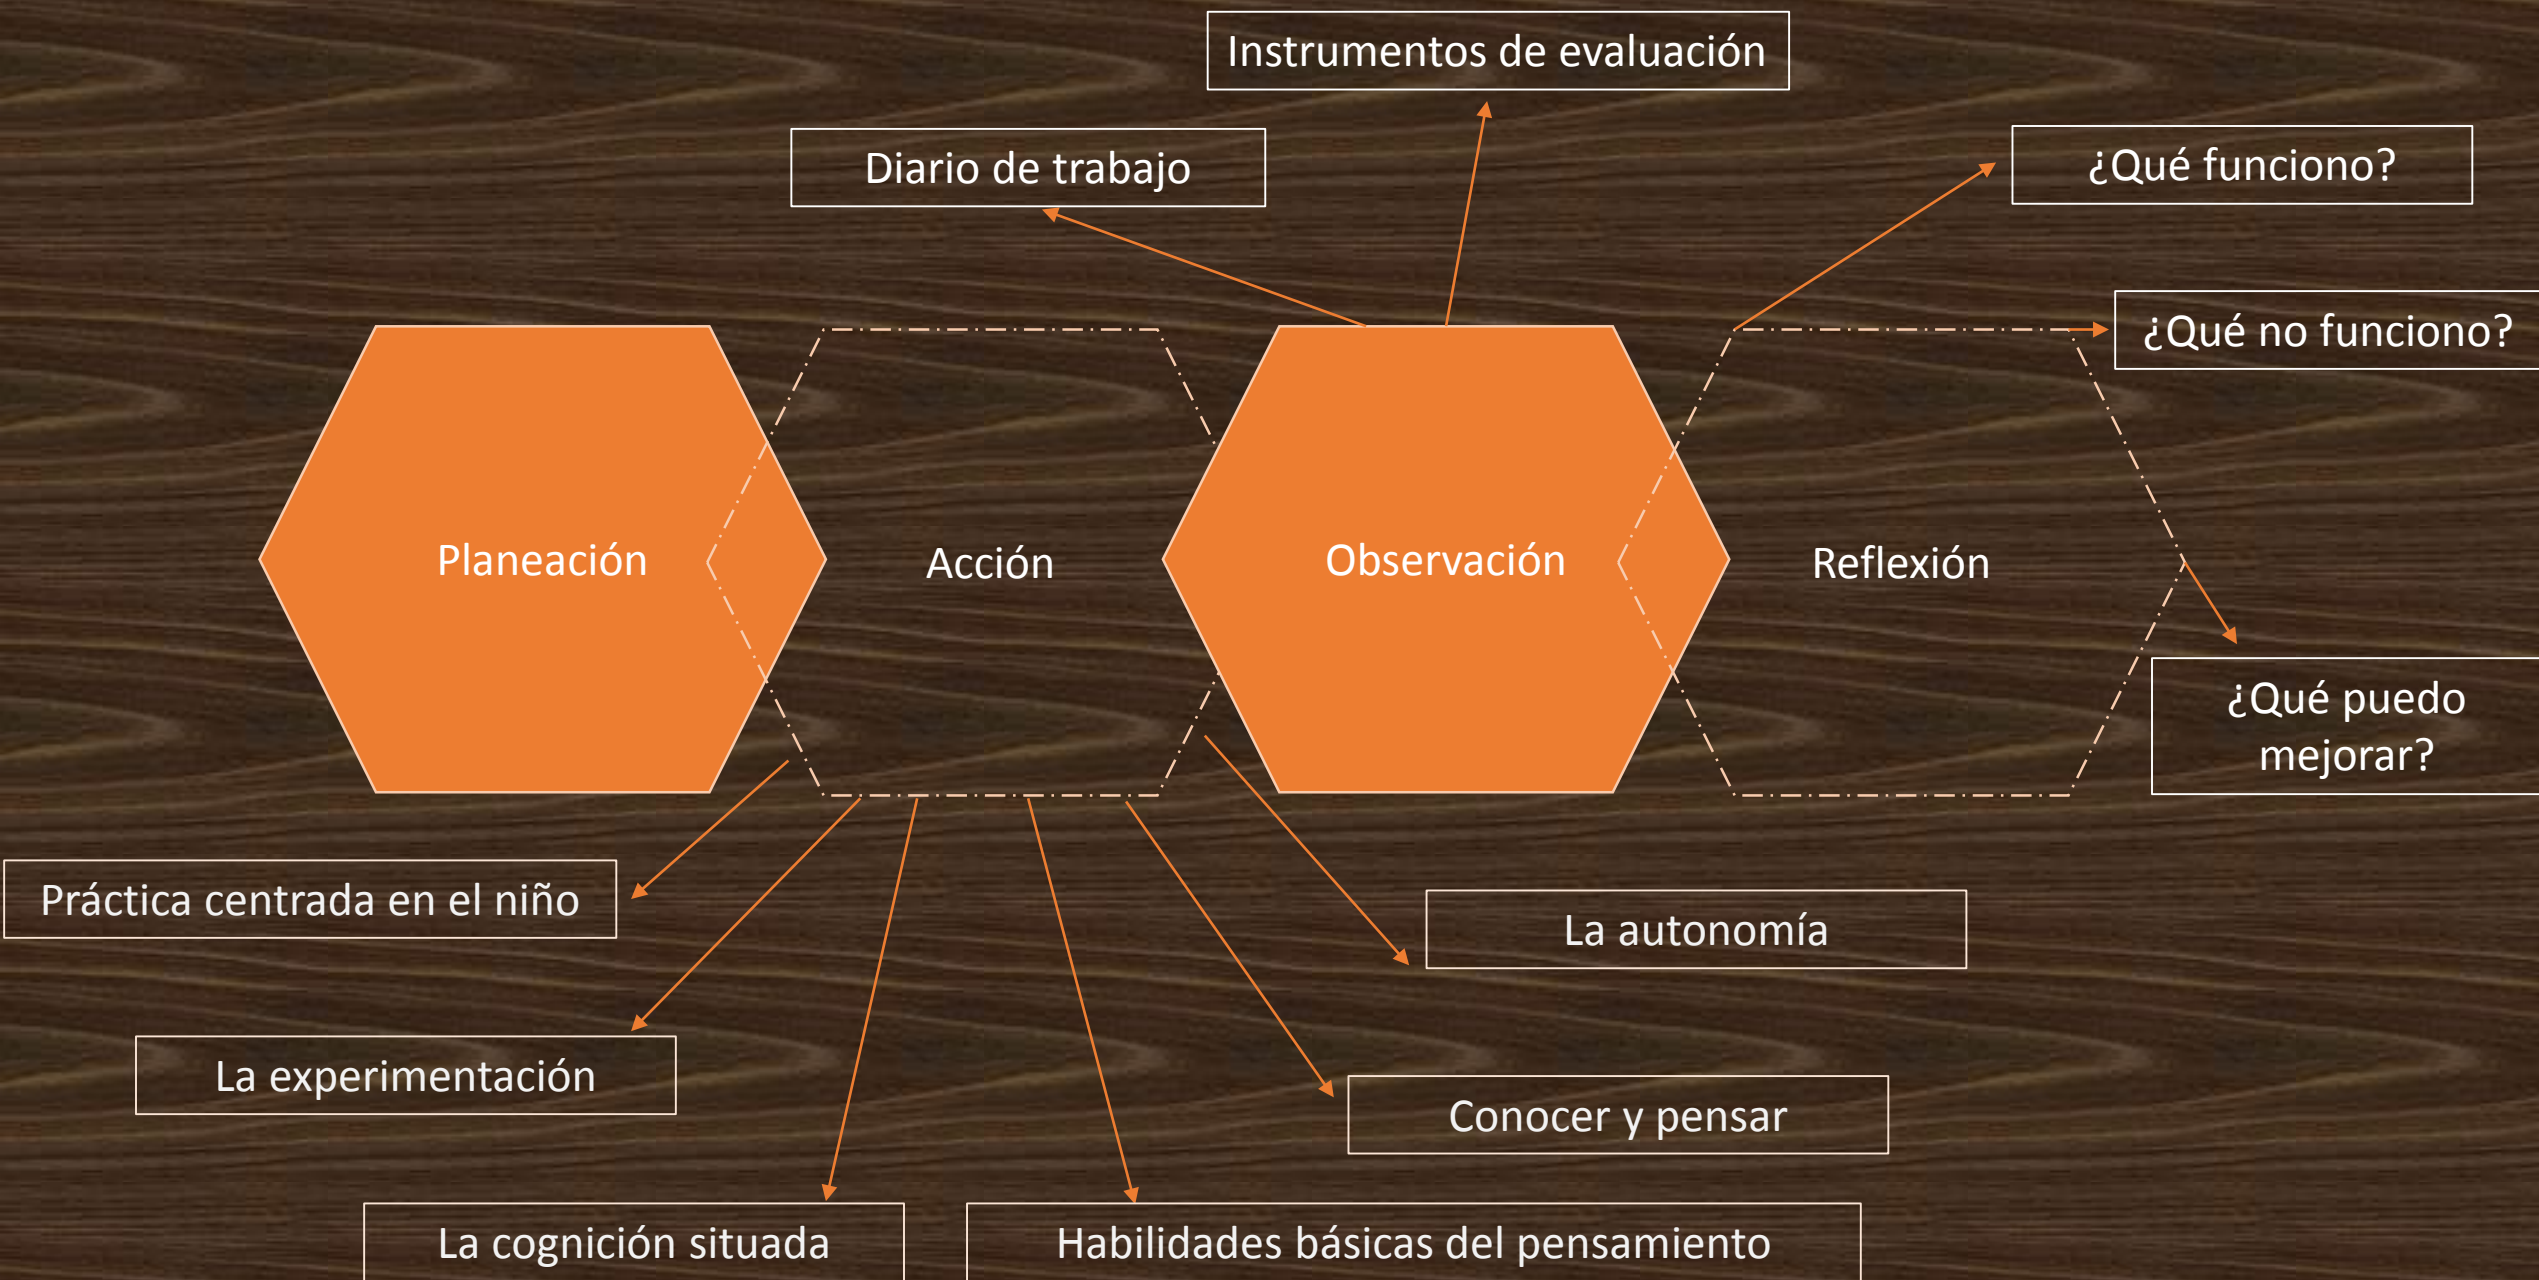 Instrumentos de evaluación
Diario de trabajo
¿Qué funciono?
¿Qué no funciono?
Planeación
Acción
Observación
Reflexión
¿Qué puedo
mejorar?
Práctica centrada en el niño
La autonomía
La experimentación
Conocer y pensar
La cognición situada
Habilidades básicas del pensamiento